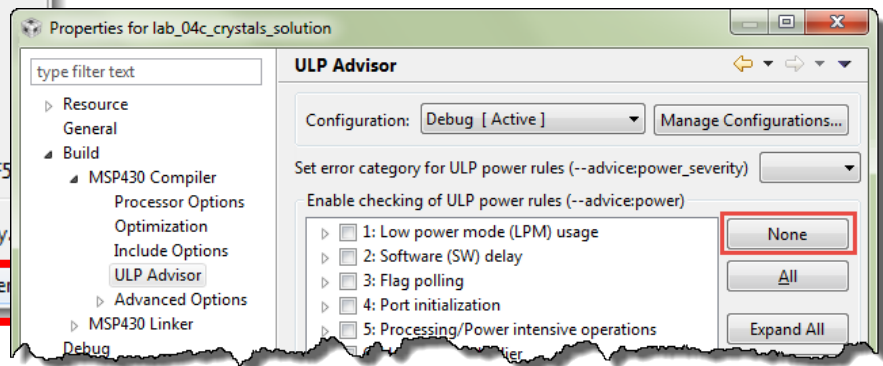 Properties for lab_04c_crystals_solution
type filter text
Resource
General
Build
MSP430 Compiler
Processor Options
Optimization
Include Options
ULP Advisor
Advanced Options
MSP430 Linker
Debug
ULP Advisor
Configuration: Debug [ Active ] Manage Configurations...
Set error category for ULP power rules (--advice:power_severity)
Enable checking of ULP power rules (--advice:power)
1: Low power mode (LPM) usage
2: Software (SW) delay
3: Flag polling
4: Port initialization
5: Processing/Power intensive operations
None
All
Expand All